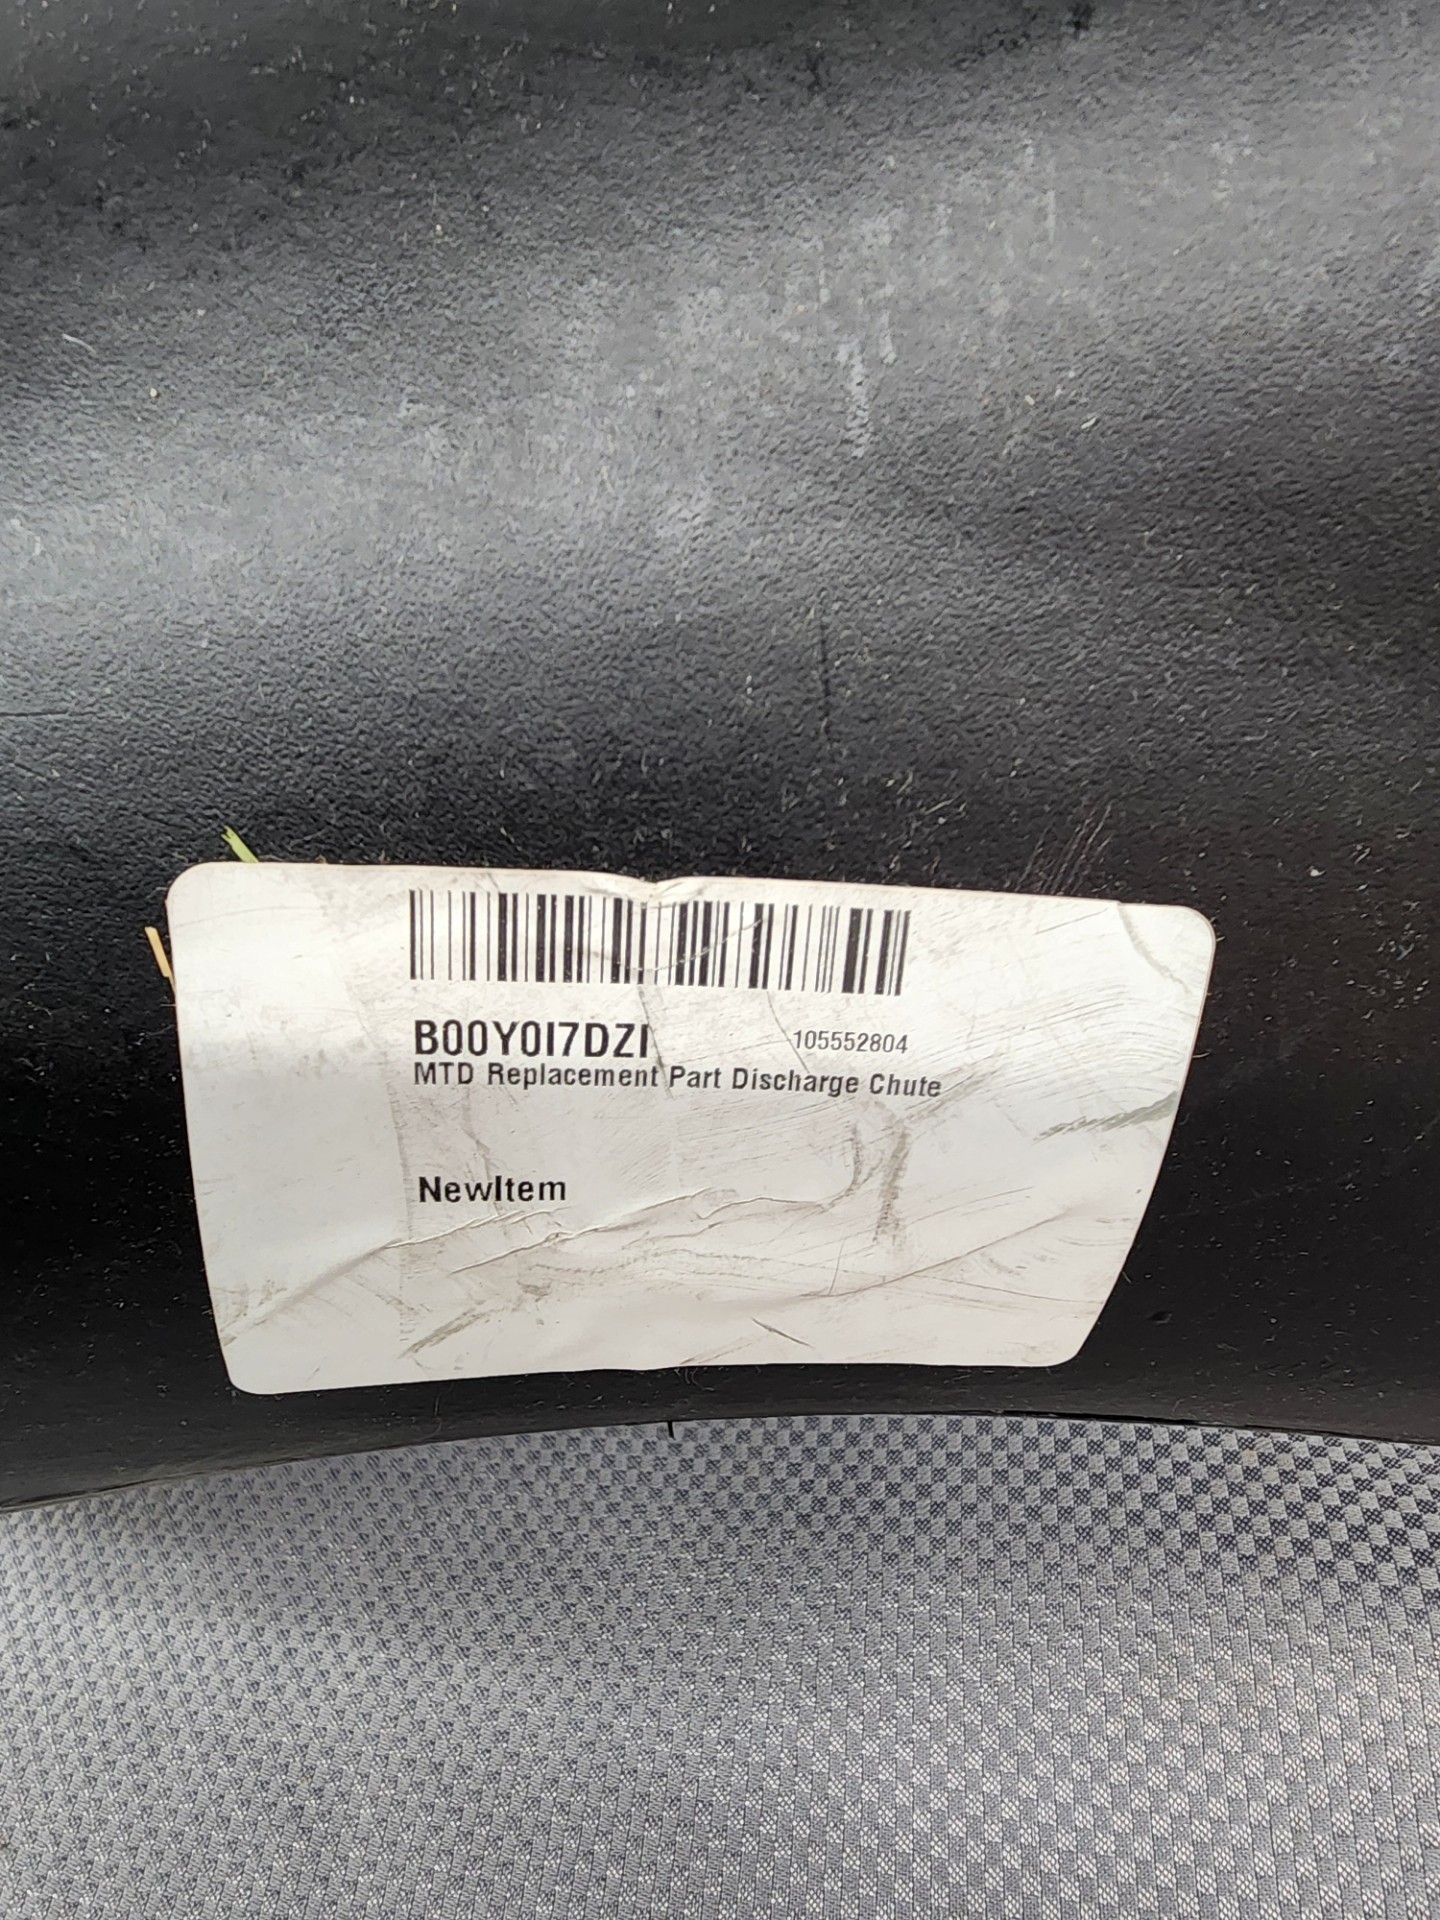 B00Y0I7DZI
105552804
MTD Replacement Part Discharge Chute
NewItem